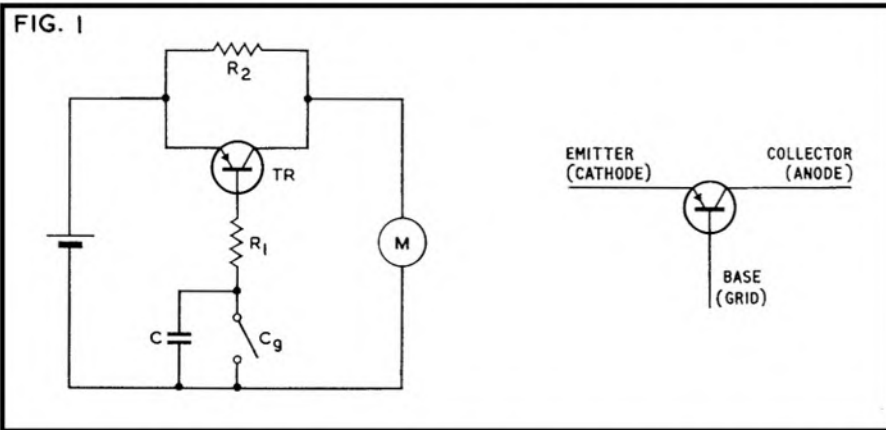 FIG. 1
R2
TR
R1
M
C
Cg
EMITTER
(CATHODE)
COLLECTOR
(ANODE)
BASE
(GRID)